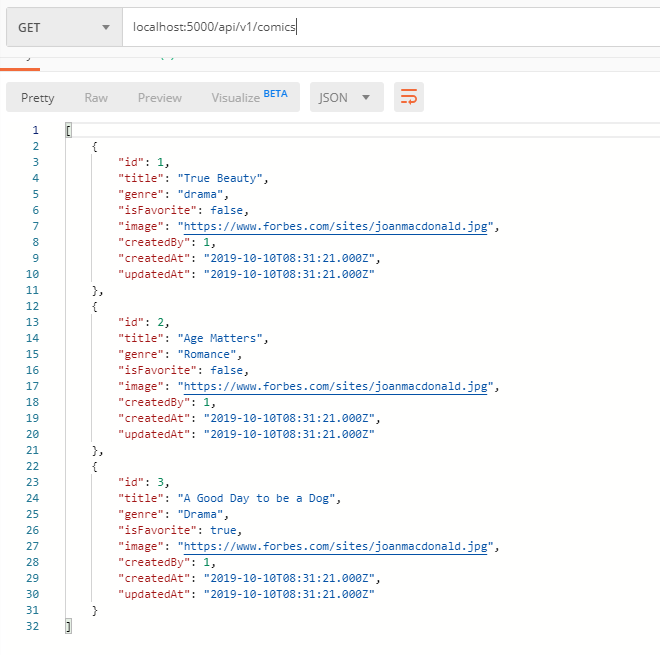 GET localhost:5000/api/v1/comics
Pretty Raw Preview Visualize BETA JSON
1 [
2 {
3 "id": 1,
4 "title": "True Beauty",
5 "genre": "drama",
6 "isFavorite": false,
7 "image": "https://www.forbes.com/sites/joanmacdonald.jpg",
8 "createdBy": 1,
9 "createdAt": "2019-10-10T08:31:21.000Z",
10 "updatedAt": "2019-10-10T08:31:21.000Z"
11 },
12 {
13 "id": 2,
14 "title": "Age Matters",
15 "genre": "Romance",
16 "isFavorite": false,
17 "image": "https://www.forbes.com/sites/joanmacdonald.jpg",
18 "createdBy": 1,
19 "createdAt": "2019-10-10T08:31:21.000Z",
20 "updatedAt": "2019-10-10T08:31:21.000Z"
21 },
22 {
23 "id": 3,
24 "title": "A Good Day to be a Dog",
25 "genre": "Drama",
26 "isFavorite": true,
27 "image": "https://www.forbes.com/sites/joanmacdonald.jpg",
28 "createdBy": 1,
29 "createdAt": "2019-10-10T08:31:21.000Z",
30 "updatedAt": "2019-10-10T08:31:21.000Z"
31 }
32 ]